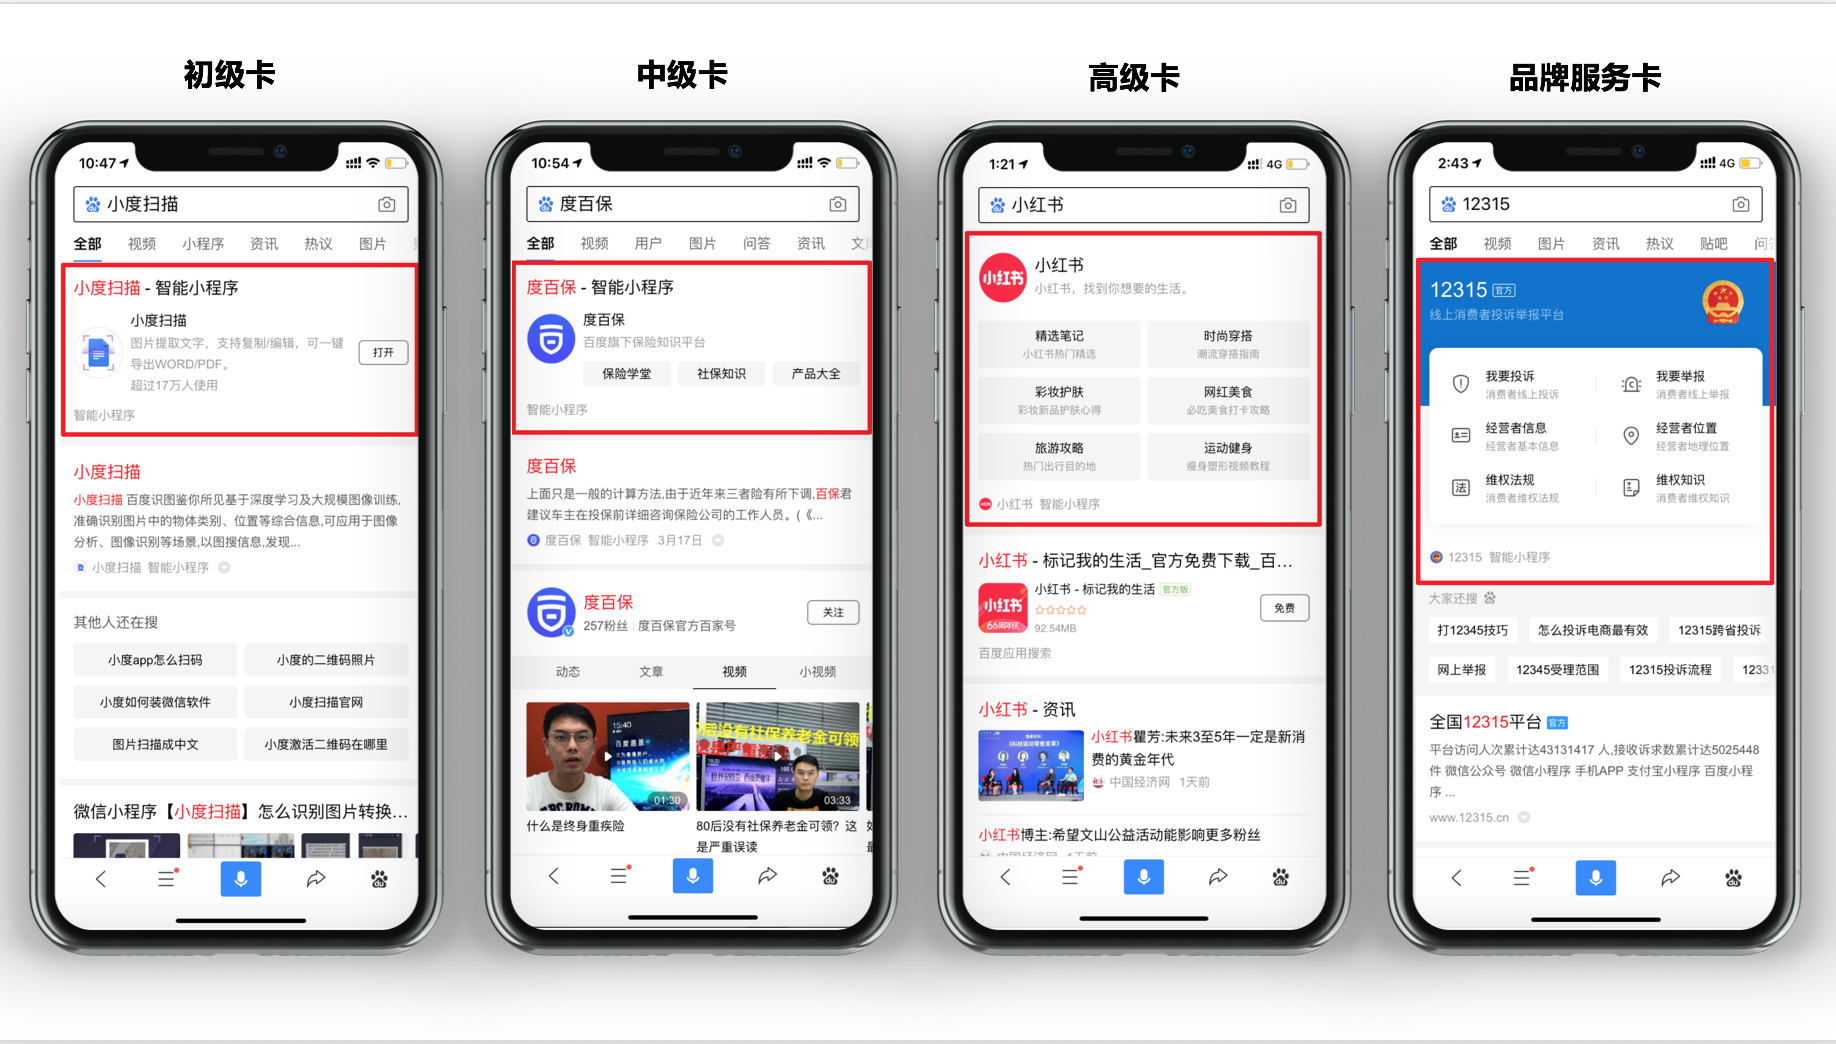 初级卡
10:47
小度扫描
全部 视频 小程序 资讯 热议 图片
小度扫描 - 智能小程序
小度扫描
图片提取文字，支持复制/编辑，可一键
导出WORD/PDF。
打开
超过17万人使用
智能小程序
小度扫描
小度扫描 百度识图鉴你所见基于深度学习及大规模图像训练,
准确识别图片中的物体类别、位置等综合信息,可应用于图像
分析、图像识别等场景,以图搜信息,发现...
小度扫描 智能小程序
其他人还在搜
小度app怎么扫码 小度的二维码照片
小度如何装微信软件 小度扫描官网
图片扫描成中文 小度激活二维码在哪里
微信小程序【小度扫描】怎么识别图片转换...
中级卡
10:54
度百保
全部 视频 用户 图片 问答 资讯 文
度百保 - 智能小程序
度百保
百度旗下保险知识平台
保险学堂 社保知识 产品大全
智能小程序
度百保
上面只是一般的计算方法,由于近年来三者险有所下调,百保君
建议车主在投保前详细咨询保险公司的工作人员。(《...
度百保 智能小程序 3月17日
度百保
257粉丝 度百保官方百家号
关注
动态 文章 视频 小视频
15:40
百度愿景
01:30
80后没有社保养老金可领
这是严重误读
03:33
什么是终身重疾险
80后没有社保养老金可领？这
是严重误读
高级卡
1:21 4G
小红书
小红书
小红书
小红书，找到你想要的生活。
精选笔记 时尚穿搭
小红书热门精选 潮流穿搭指南
彩妆护肤 网红美食
彩妆新品护肤心得 必吃美食打卡攻略
旅游攻略 运动健身
热门出行目的地 瘦身塑形视频教程
小红书 智能小程序
小红书 - 标记我的生活_官方免费下载_百...
小红书
小红书 - 标记我的生活 官方版
免费
92.54MB
百度应用搜索
小红书 - 资讯
小红书瞿芳:未来3至5年一定是新消
费的黄金年代
中国经济网 1天前
小红书博主:希望文山公益活动能影响更多粉丝
中国经济网 1天前
品牌服务卡
2:43 4G
12315
全部 视频 图片 资讯 热议 贴吧 问
12315 官方
线上消费者投诉举报平台
我要投诉 我要举报
消费者线上投诉 消费者线上举报
经营者信息 经营者位置
经营者基本信息 经营者地理位置
法
维权法规 维权知识
消费者维权法规 消费者维权知识
12315 智能小程序
大家还搜
打12345技巧 怎么投诉电商最有效 12315跨省投诉
网上举报 12345受理范围 12315投诉流程 1233
全国12315平台 官方
平台访问人次累计达43131417 人,接收诉求数累计达5025448
件 微信公众号 微信小程序 手机APP 支付宝小程序 百度小程
序 ...
www.12315.cn